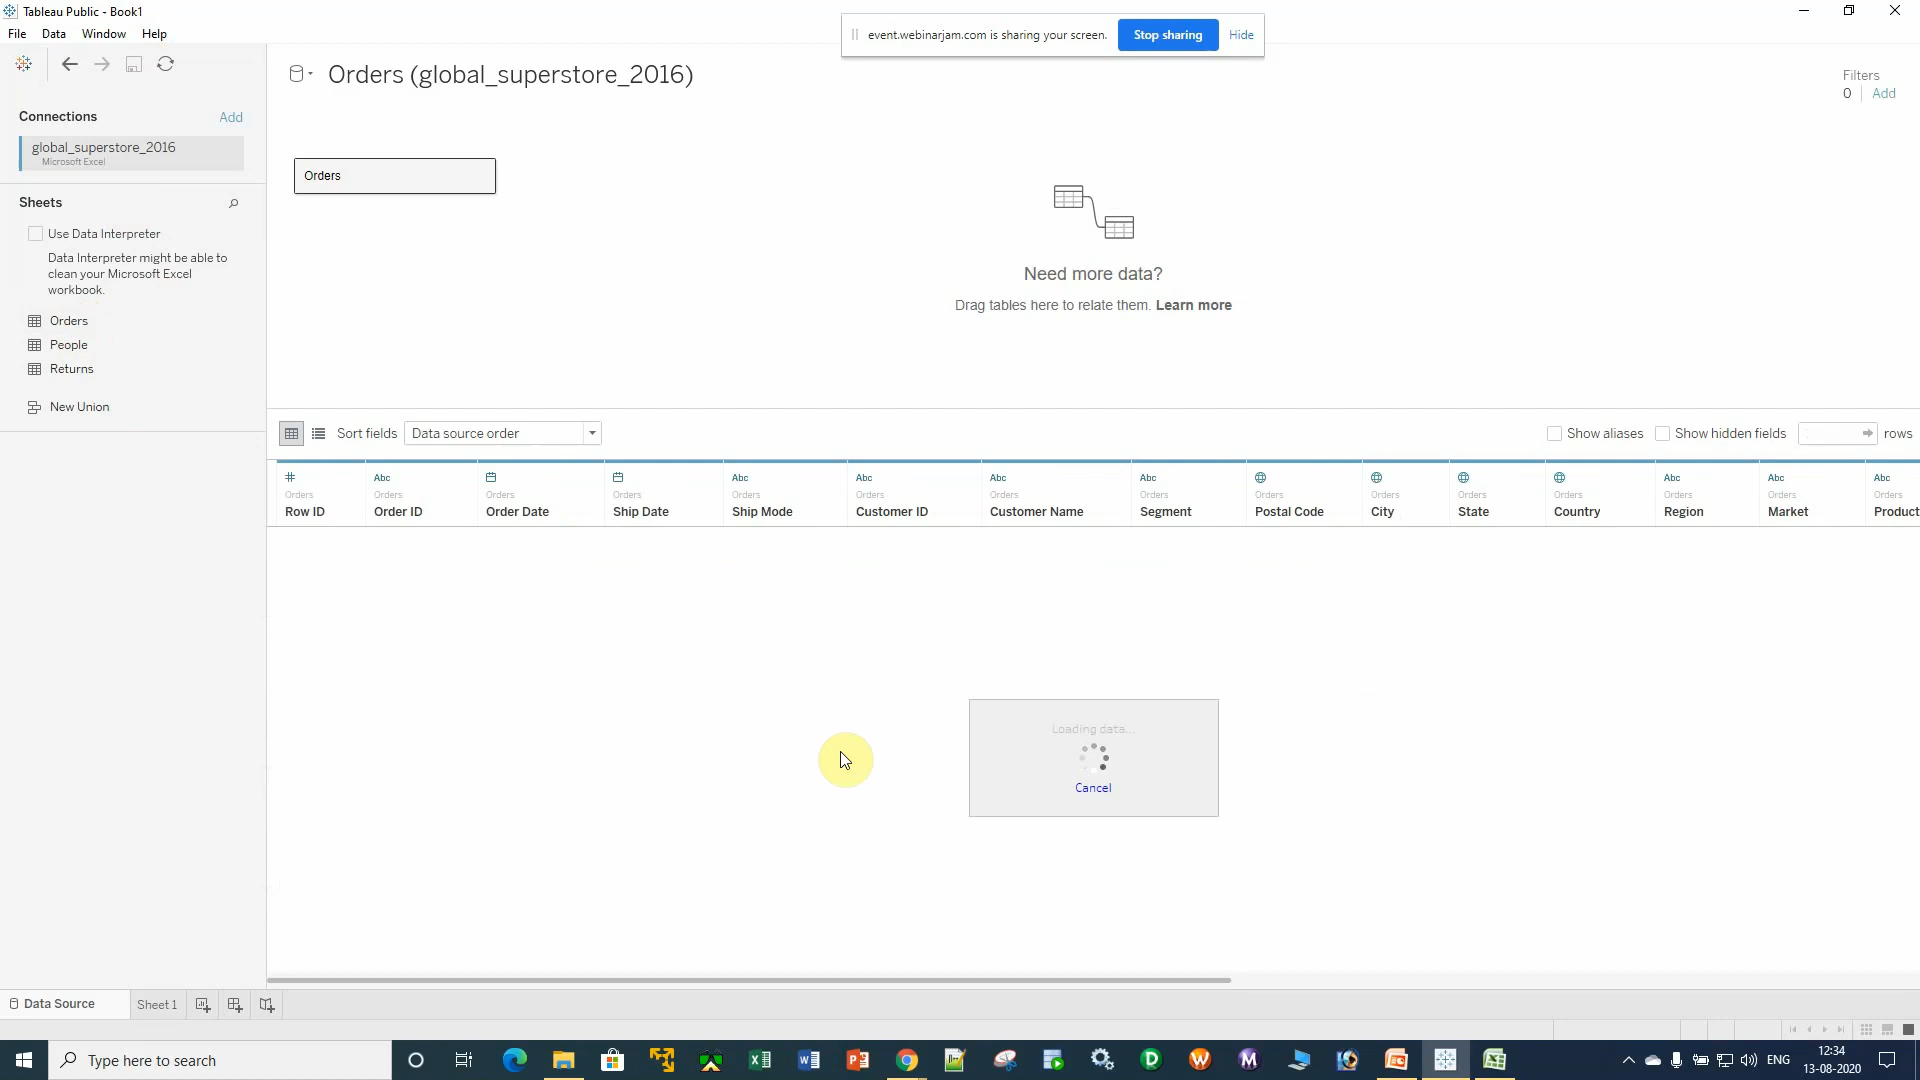 Tableau Public - Book1
File Data Window Help
event.webinarjam.com is sharing your screen. Stop sharing Hide
Connections Add
global_superstore_2016
Microsoft Excel
Sheets
Use Data Interpreter
Data Interpreter might be able to
clean your Microsoft Excel
workbook.
Orders
People
Returns
New Union
Orders (global_superstore_2016)
Filters
0 Add
Orders
Need more data?
Drag tables here to relate them. Learn more
Sort fields Data source order Show aliases Show hidden fields rows
# Abc Abc Abc Abc Abc Abc Abc Abc
Orders Orders Orders Orders Orders Orders Orders Orders Orders Orders Orders Orders Orders Orders Orders
Row ID Order ID Order Date Ship Date Ship Mode Customer ID Customer Name Segment Postal Code City State Country Region Market Product
Loading data...
Cancel
Data Source Sheet 1
Type here to search
ENG
12:34
13-08-2020